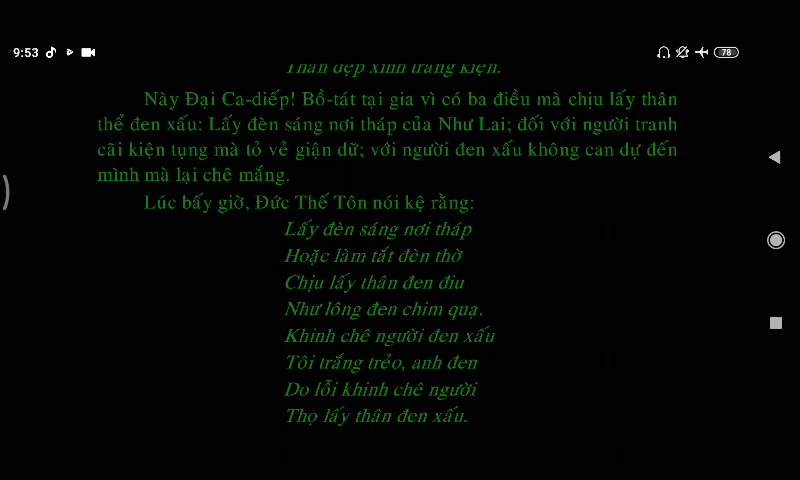 9:53
78
Thân đẹp xinh trang kiện.
Này Đại Ca-diếp! Bồ-tát tại gia vì có ba điều mà chịu lấy thân
thể đen xấu: Lấy đèn sáng nơi tháp của Như Lai; đối với người tranh
cãi kiện tụng mà tỏ vẻ giận dữ; với người đen xấu không can dự đến
mình mà lại chê mắng.
Lúc bấy giờ, Đức Thế Tôn nói kệ rằng:
Lấy đèn sáng nơi tháp
Hoặc làm tắt đèn thờ
Chịu lấy thân đen điu
Như lông đen chim quạ.
Khinh chê người đen xấu
Tôi trắng trẻo, anh đen
Do lỗi khinh chê người
Thọ lấy thân đen xấu.